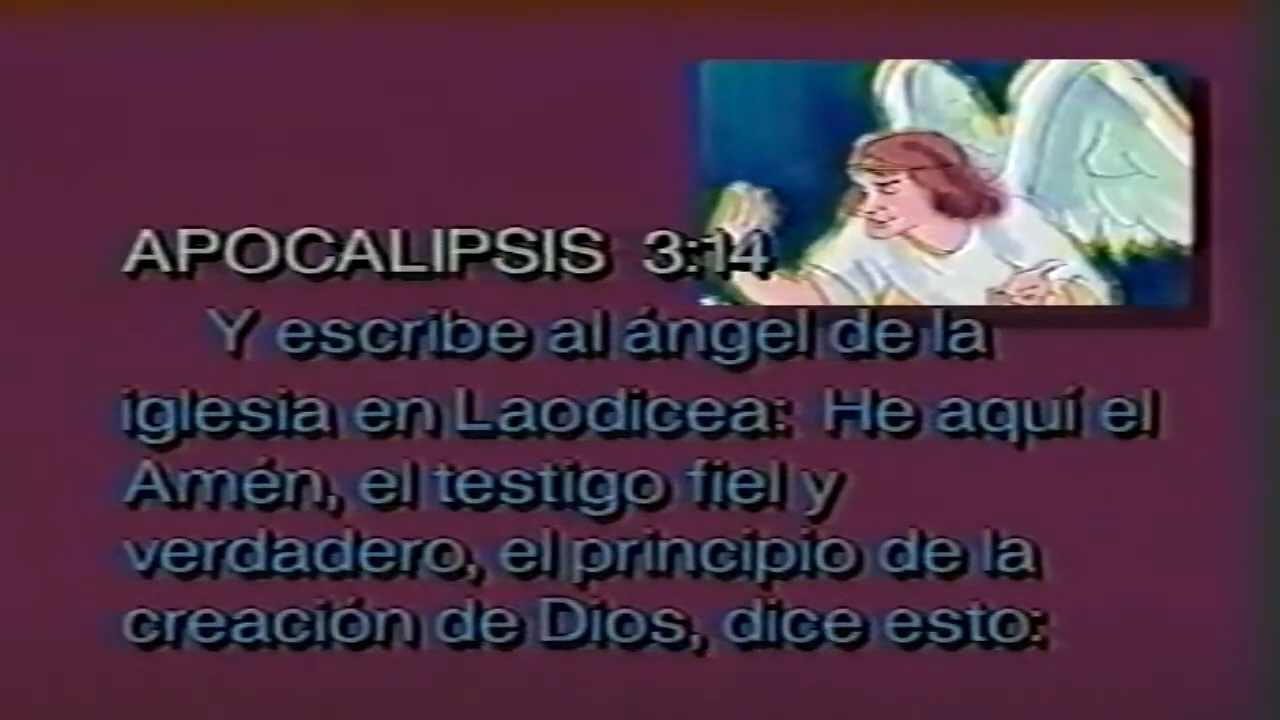 APOCALIPSIS 3:14
Y escribe al ángel de la
iglesia en Laodicea: He aquí el
Amén, el testigo fiel y
verdadero, el principio de la
creación de Dios, dice esto: